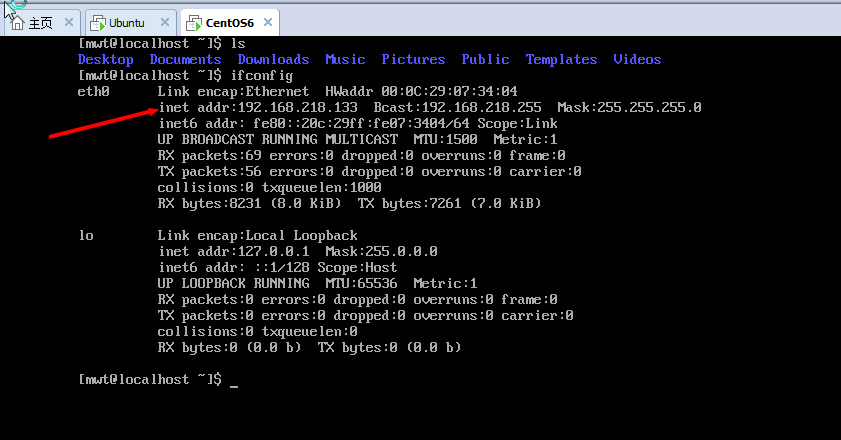 主页 Ubuntu CentOS6
[mwt@localhost ~]$ ls
Desktop Documents Downloads Music Pictures Public Templates Videos
[mwt@localhost ~]$ ifconfig
eth0 Link encap:Ethernet HWaddr 00:0C:29:07:34:04
inet addr:192.168.218.133 Bcast:192.168.218.255 Mask:255.255.255.0
inet6 addr: fe80::20c:29ff:fe07:3404/64 Scope:Link
UP BROADCAST RUNNING MULTICAST MTU:1500 Metric:1
RX packets:69 errors:0 dropped:0 overruns:0 frame:0
TX packets:56 errors:0 dropped:0 overruns:0 carrier:0
collisions:0 txqueuelen:1000
RX bytes:8231 (8.0 KiB) TX bytes:7261 (7.0 KiB)
lo Link encap:Local Loopback
inet addr:127.0.0.1 Mask:255.0.0.0
inet6 addr: ::1/128 Scope:Host
UP LOOPBACK RUNNING MTU:65536 Metric:1
RX packets:0 errors:0 dropped:0 overruns:0 frame:0
TX packets:0 errors:0 dropped:0 overruns:0 carrier:0
collisions:0 txqueuelen:0
RX bytes:0 (0.0 b) TX bytes:0 (0.0 b)
[mwt@localhost ~]$ _